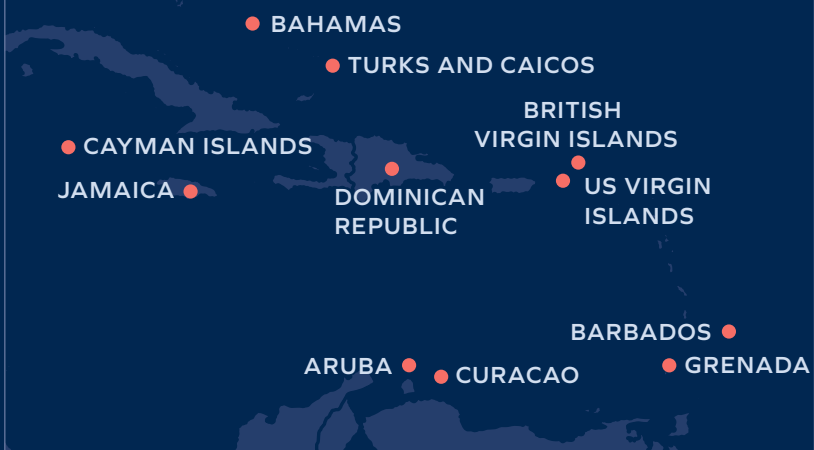 BAHAMAS
TURKS AND CAICOS
BRITISH
VIRGIN ISLANDS
CAYMAN ISLANDS
JAMAICA
US VIRGIN
ISLANDS
DOMINICAN
REPUBLIC
BARBADOS
ARUBA
GRENADA
CURACAO